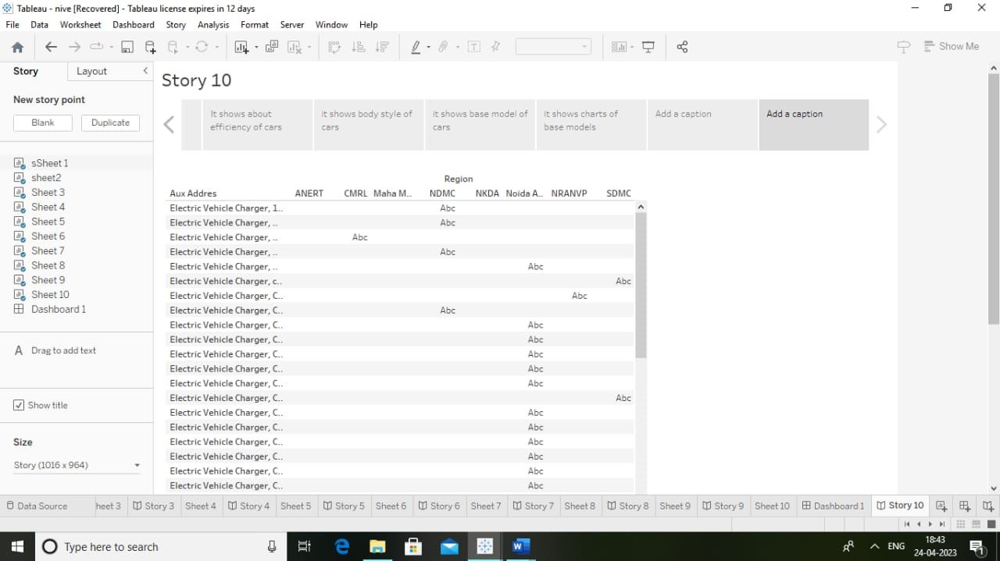 Tableau - nive [Recovered] - Tableau license expires in 12 days
File Data Worksheet Dashboard Story Analysis Format Server Window Help
Show Me
Story Layout
New story point
Blank Duplicate
sSheet 1
sheet2
Sheet 3
Sheet 4
Sheet 5
Sheet 6
Sheet 7
Sheet 8
Sheet 9
Sheet 10
Dashboard 1
A Drag to add text
Show title
Size
Story (1016 x 964)
Story 10
It shows about
efficiency of cars
it shows body style of
cars
it shows base model of
cars
it shows charts of
base models
Add a caption
Add a caption
Region
Aux Addres ANERT CMRL Maha M.. NDMC NKDA Noida A.. NRANVP SDMC
Electric Vehicle Charger, 1.. Abc
Electric Vehicle Charger, .. Abc
Electric Vehicle Charger, .. Abc
Electric Vehicle Charger, .. Abc
Electric Vehicle Charger, .. Abc
Electric Vehicle Charger, c.. Abc
Electric Vehicle Charger, C.. Abc
Electric Vehicle Charger, C.. Abc
Electric Vehicle Charger, C.. Abc
Electric Vehicle Charger, C.. Abc
Electric Vehicle Charger, C.. Abc
Electric Vehicle Charger, C.. Abc
Electric Vehicle Charger, C.. Abc
Electric Vehicle Charger, C.. Abc
Electric Vehicle Charger, C.. Abc
Electric Vehicle Charger, C.. Abc
Electric Vehicle Charger, C.. Abc
Electric Vehicle Charger, C.. Abc
Electric Vehicle Charger, C.. Abc
Electric Vehicle Charger, C.. Abc
Data Source heet 3 Story 3 Sheet 4 Story 4 Sheet 5 Story 5 Sheet 6 Story 6 Sheet 7 Story 7 Sheet 8 Story 8 Sheet 9 Story 9 Sheet 10 Dashboard 1 Story 10
Type here to search
ENG
18:43
24-04-2023
1